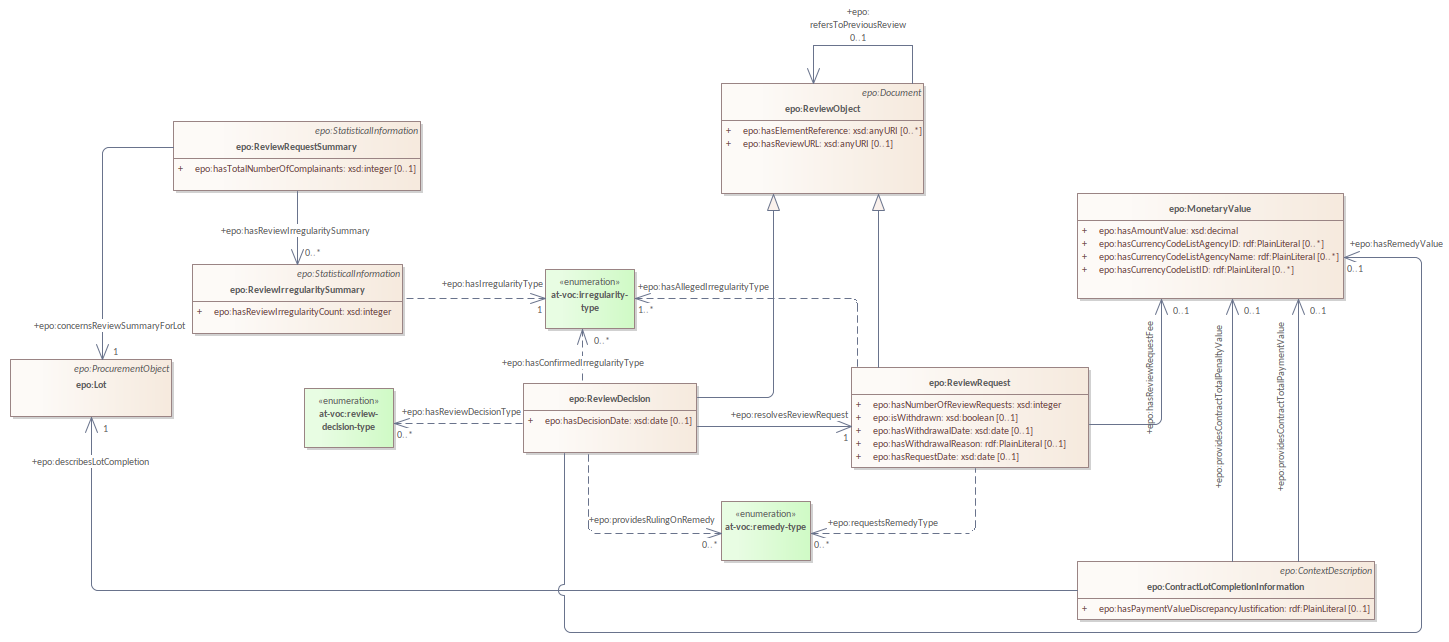 +epo:
refersToPreviousReview
0..1
epo:Document
epo:ReviewObject
+ epo:hasElementReference: xsd:anyURI [0..*]
+ epo:hasReviewURL: xsd:anyURI [0..1]
epo:StatisticalInformation
epo:ReviewRequestSummary
+ epo:hasTotalNumberOfComplainants: xsd:integer [0..1]
+epo:hasReviewIrregularitySummary
0..*
epo:StatisticalInformation
epo:ReviewIrregularitySummary
+ epo:hasReviewIrregularityCount: xsd:integer
+epo:concernsReviewSummaryForLot
1
epo:ProcurementObject
epo:Lot
1
+epo:describesLotCompletion
+epo:hasIrregularityType
1
«enumeration»
at-voc:irregularity-
type
+epo:hasAllegedIrregularityType
1..*
0..*
+epo:hasConfirmedIrregularityType
epo:MonetaryValue
+ epo:hasAmountValue: xsd:decimal
+ epo:hasCurrencyCodeListAgencyID: rdf:PlainLiteral [0..*]
+ epo:hasCurrencyCodeListAgencyName: rdf:PlainLiteral [0..*]
+ epo:hasCurrencyCodeListID: rdf:PlainLiteral [0..*]
+epo:hasRemedyValue
0..1
0..1
0..1
0..1
+epo:hasReviewRequestFee
+epo:providesContractTotalPenaltyValue
+epo:providesContractTotalPaymentValue
«enumeration»
at-voc:review-
decision-type
+epo:hasReviewDecisionType
0..*
epo:ReviewDecision
+ epo:hasDecisionDate: xsd:date [0..1]
+epo:resolvesReviewRequest
1
epo:ReviewRequest
+ epo:hasNumberOfReviewRequests: xsd:integer
+ epo:isWithdrawn: xsd:boolean [0..1]
+ epo:hasWithdrawalDate: xsd:date [0..1]
+ epo:hasWithdrawalReason: rdf:PlainLiteral [0..1]
+ epo:hasRequestDate: xsd:date [0..1]
+epo:providesRulingOnRemedy
0..*
«enumeration»
at-voc:remedy-type
+epo:requestsRemedyType
0..*
epo:ContextDescription
epo:ContractLotCompletionInformation
+ epo:hasPaymentValueDiscrepancyJustification: rdf:PlainLiteral [0..1]